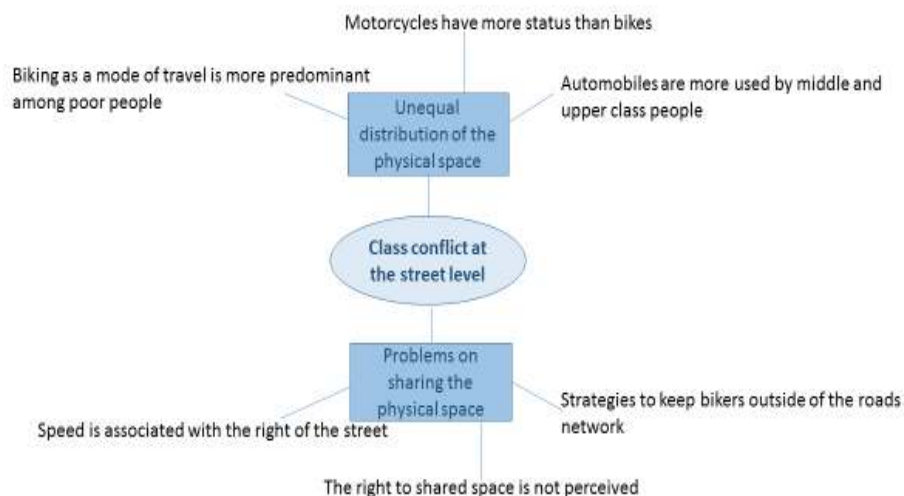 Motorcycles have more status than bikes
Biking as a mode of travel is more predominant
among poor people
Automobiles are more used by middle and
upper class people
Unequal
distribution of the
physical space
Class conflict at
the street level
Problems on
sharing the
physical space
Strategies to keep bikers outside of the roads
network
Speed is associated with the right of the street
The right to shared space is not perceived